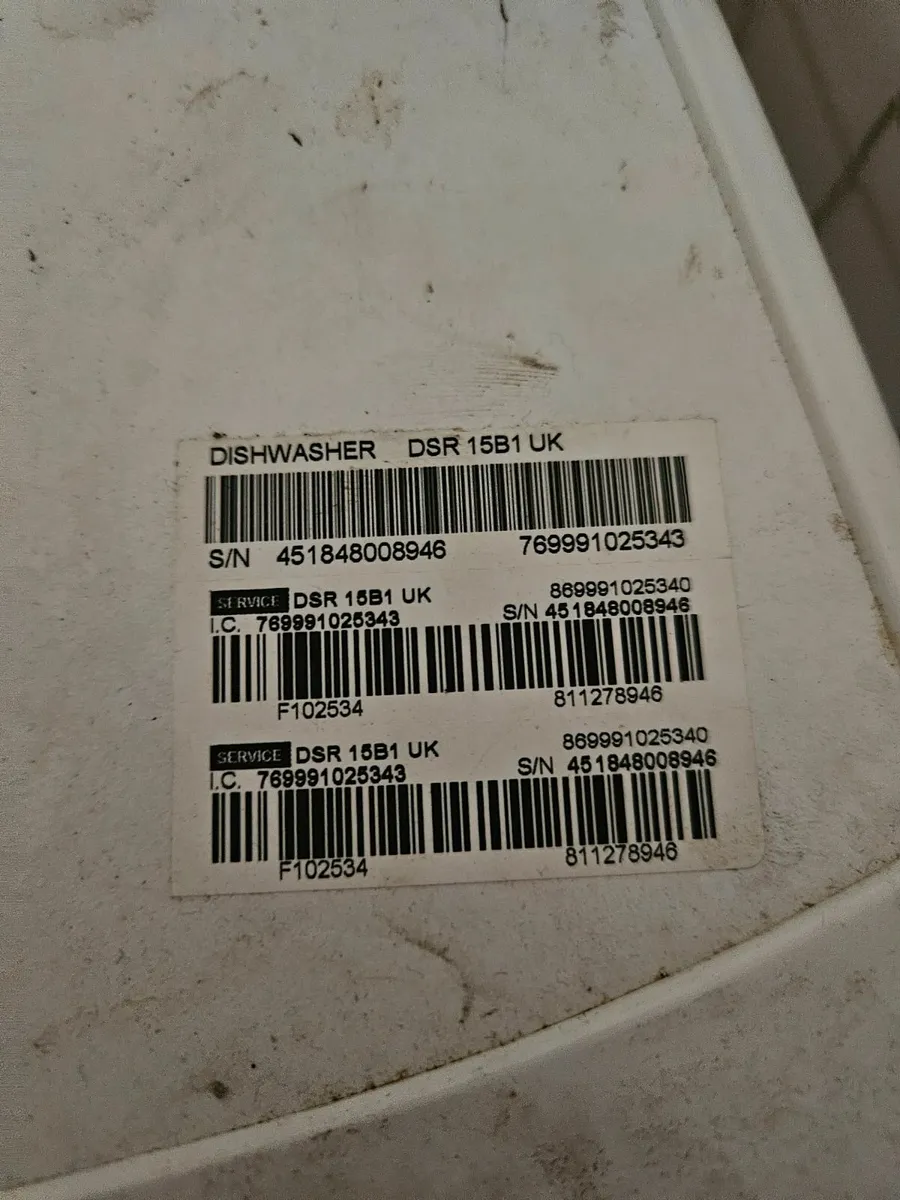 DISHWASHER DSR 15B1 UK
S/N 451848008946 769991025343
SERVICE DSR 15B1 UK 869991025340
I.C. 769991025343 S/N 451848008946
F102534 811278946
SERVICE DSR 15B1 UK 869991025340
I.C. 769991025343 S/N 451848008946
F102534 811278946